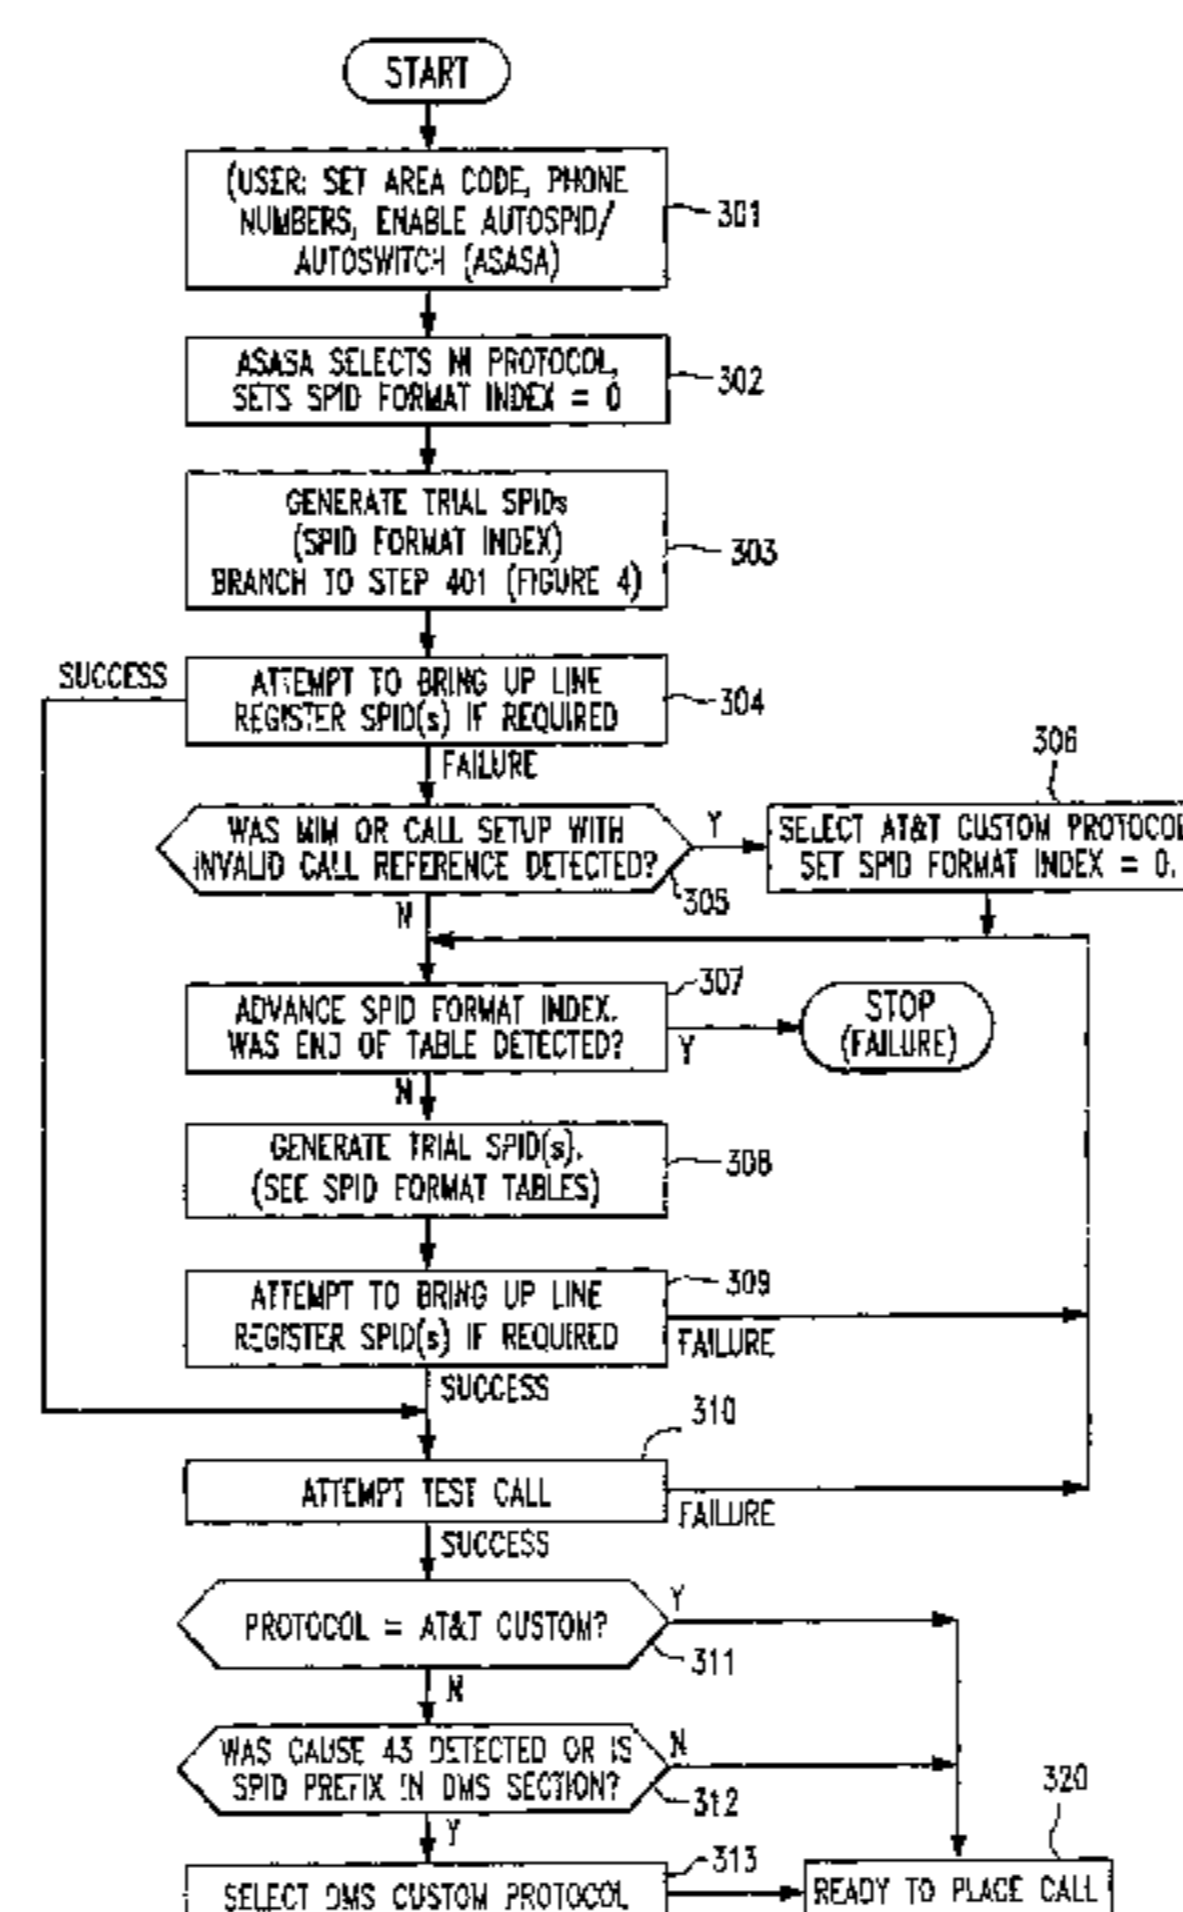 START
(USER: SET AREA CODE, PHONE
NUMBERS, ENABLE AUTOSPID/
AUTOSWITCH (ASASA)
301
ASASA SELECTS NI PROTOCOL,
SETS SPID FORMAT INDEX = 0
302
GENERATE TRIAL SPIDs
(SPID FORMAT INDEX)
BRANCH TO STEP 401 (FIGURE 4)
303
SUCCESS
ATTEMPT TO BRING UP LINE
REGISTER SPID(s) IF REQUIRED
304
FAILURE
306
WAS MIM OR CALL SETUP WITH
INVALID CALL REFERENCE DETECTED?
Y
305
SELECT AT&T CUSTOM PROTOCOL
SET SPID FORMAT INDEX = 0.
N
307
ADVANCE SPID FORMAT INDEX.
WAS END OF TABLE DETECTED?
Y
STOP
(FAILURE)
N
GENERATE TRIAL SPID(s).
(SEE SPID FORMAT TABLES)
308
ATTEMPT TO BRING UP LINE
REGISTER SPID(s) IF REQUIRED
309
FAILURE
SUCCESS
310
ATTEMPT TEST CALL
FAILURE
SUCCESS
PROTOCOL = AT&T CUSTOM?
Y
311
N
WAS CAUSE 43 DETECTED OR IS
SPID PREFIX IN DMS SECTION?
N
312
320
Y
313
SELECT DMS CUSTOM PROTOCOL
READY TO PLACE CALL